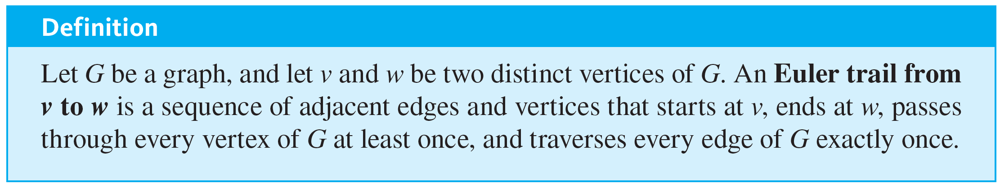 Definition
Let G be a graph, and let v and w be two distinct vertices of G. An Euler trail from
v to w is a sequence of adjacent edges and vertices that starts at v, ends at w, passes
through every vertex of G at least once, and traverses every edge of G exactly once.